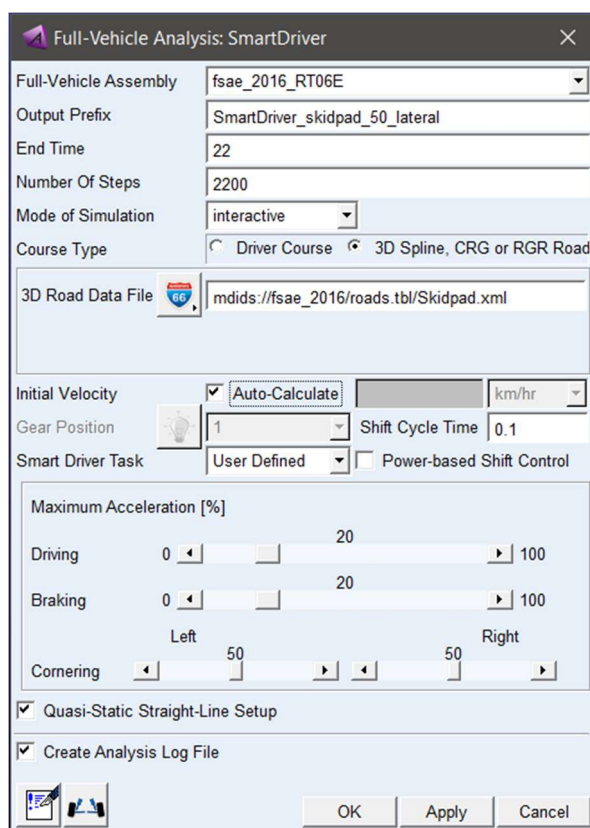 Full-Vehicle Analysis: SmartDriver
Full-Vehicle Assembly fsae_2016_RT06E
Output Prefix SmartDriver_skidpad_50_lateral
End Time 22
Number Of Steps 2200
Mode of Simulation interactive
Course Type Driver Course 3D Spline, CRG or RGR Road
3D Road Data File 66 mdids://fsae_2016/roads.tbl/Skidpad.xml
Initial Velocity Auto-Calculate km/hr
Gear Position 1 Shift Cycle Time 0.1
Smart Driver Task User Defined Power-based Shift Control
Maximum Acceleration [%]
20
Driving 0 100
20
Braking 0 100
Left Right
50 50
Cornering
Quasi-Static Straight-Line Setup
Create Analysis Log File
OK Apply Cancel